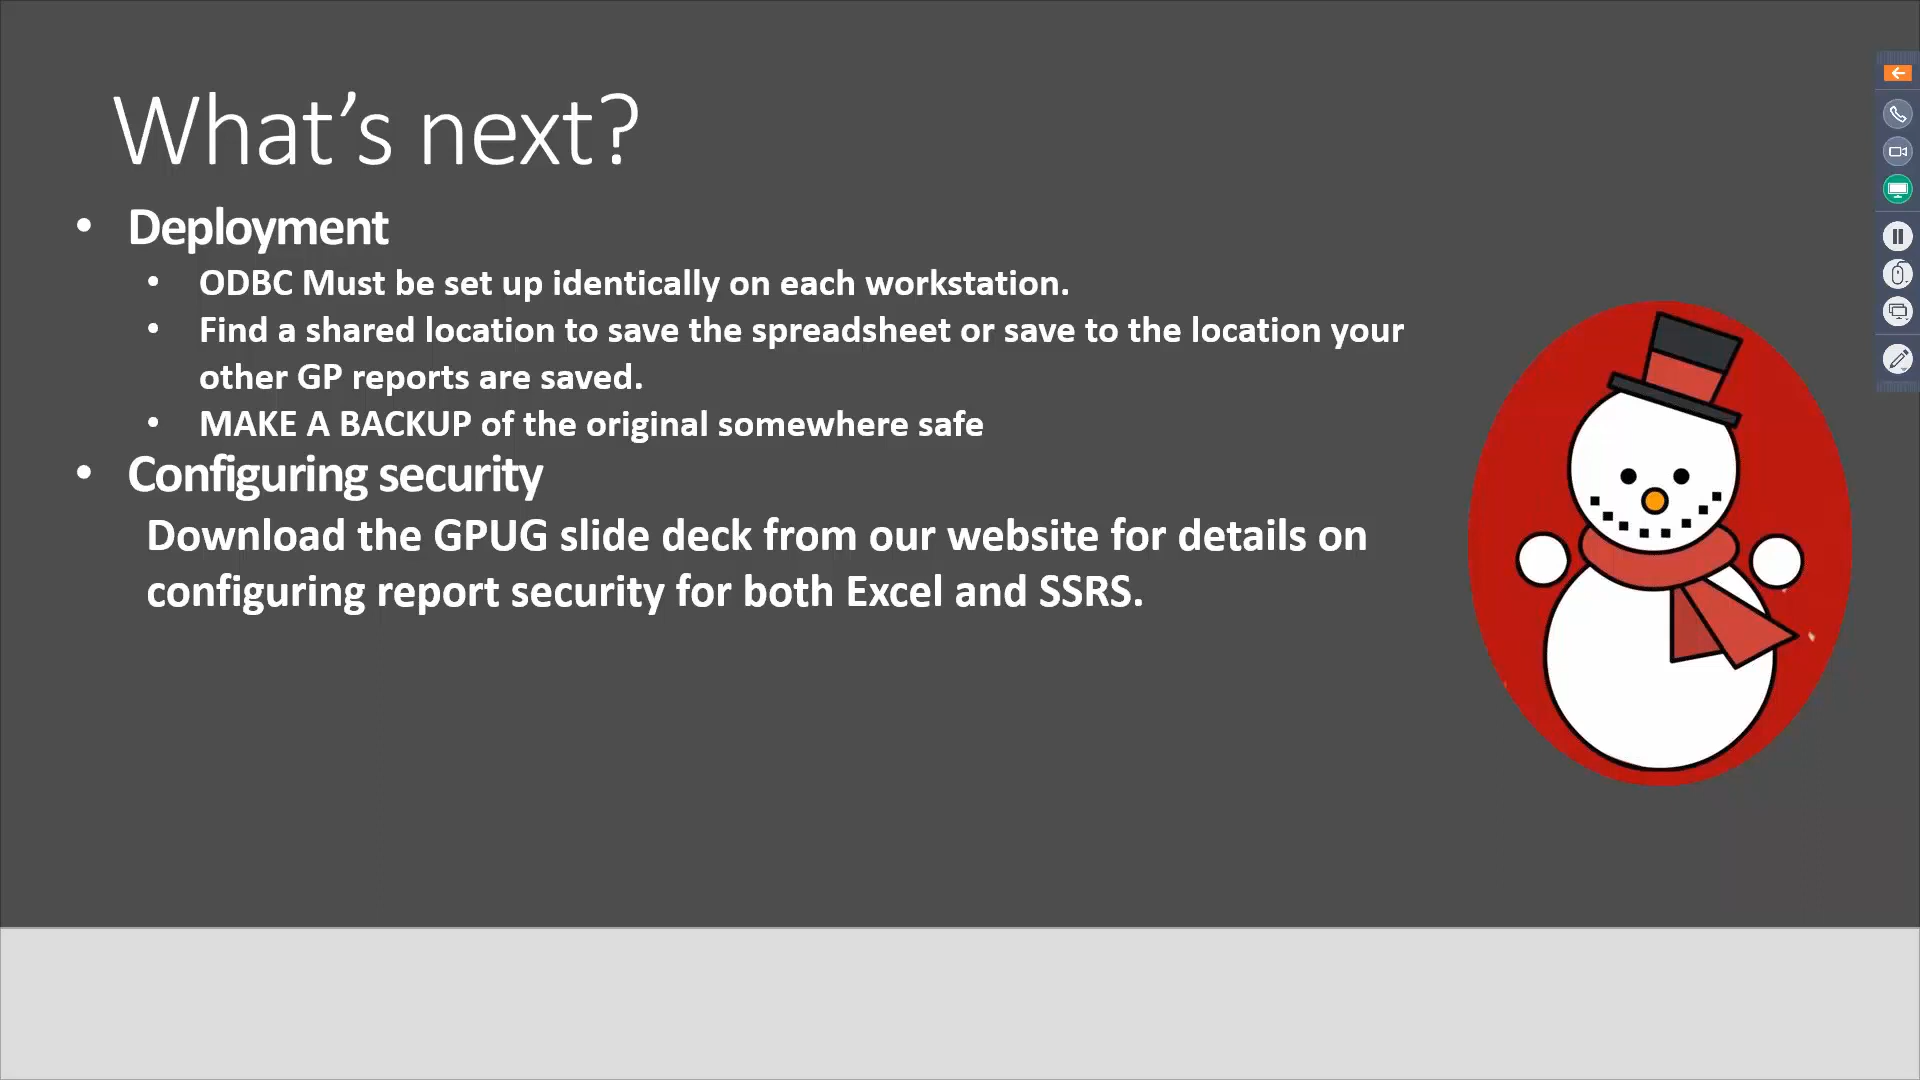 What's next?
• Deployment
• ODBC Must be set up identically on each workstation.
• Find a shared location to save the spreadsheet or save to the location your
other GP reports are saved.
• MAKE A BACKUP of the original somewhere safe
• Configuring security
Download the GPUG slide deck from our website for details on
configuring report security for both Excel and SSRS.